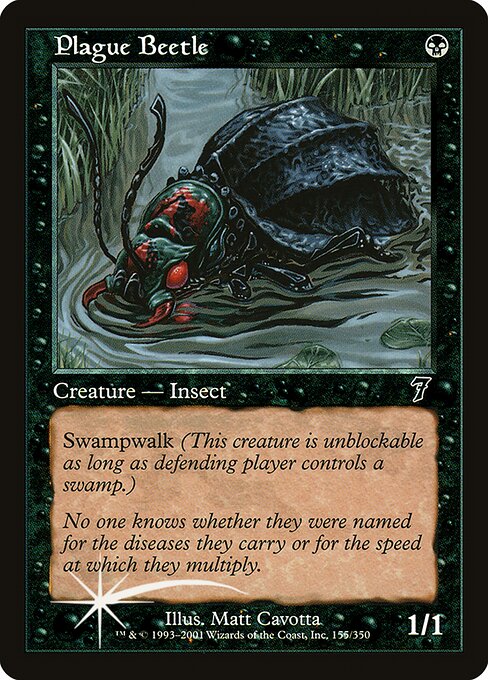 Plague Beetle
Creature — Insect
Swampwalk (This creature is unblockable
as long as defending player controls a
swamp.)
No one knows whether they were named
for the diseases they carry or for the speed
at which they multiply.
Illus. Matt Cavotta
™ & © 1993–2001 Wizards of the Coast, Inc. 155/350
1/1